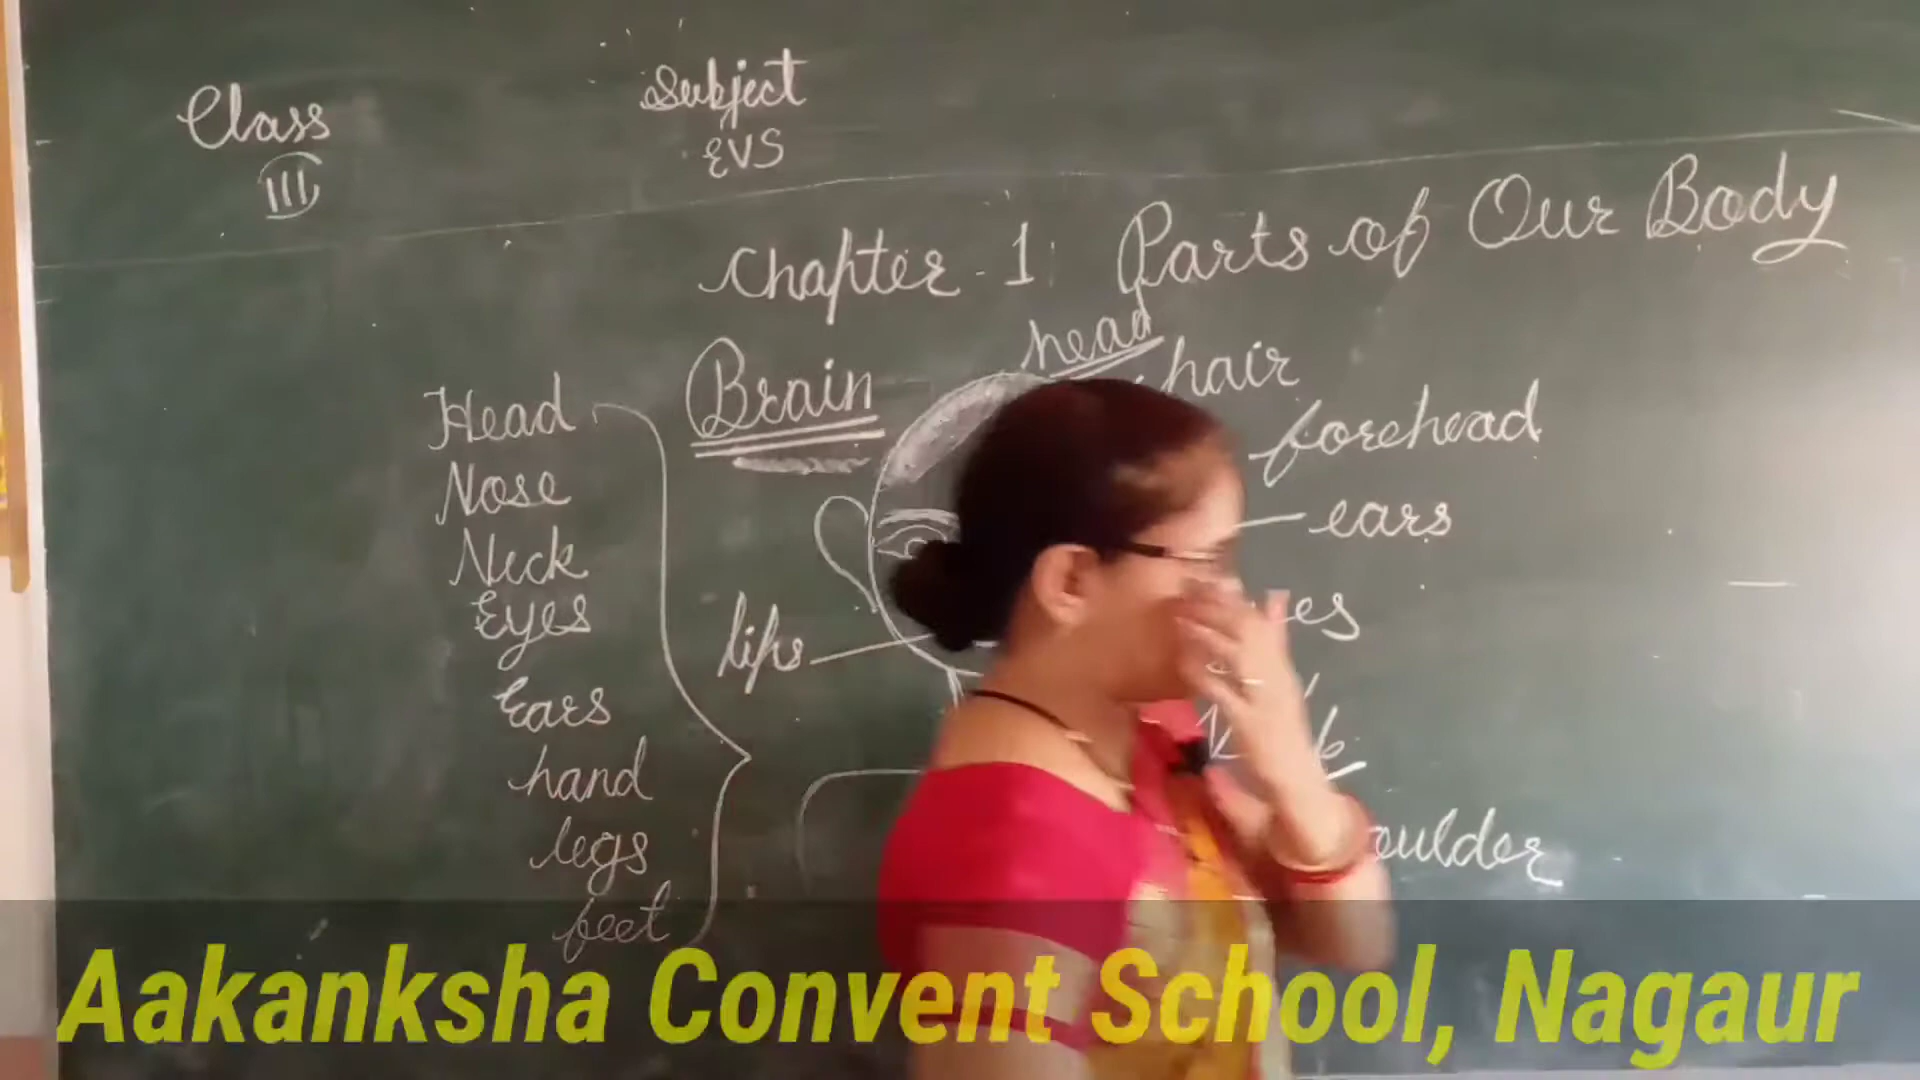 Class
III
Subject
EVS
Chapter - 1 Parts of Our Body
Brain
head
hair
forehead
ears
lips
Head
Nose
Neck
Eyes
Ears
hand
legs
feet
Aakanksha Convent School, Nagaur